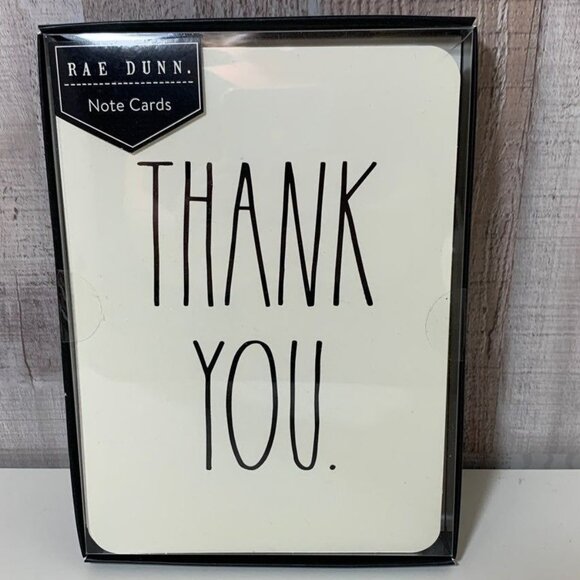 RAE DUNN.
Note Cards
THANK
YOU.